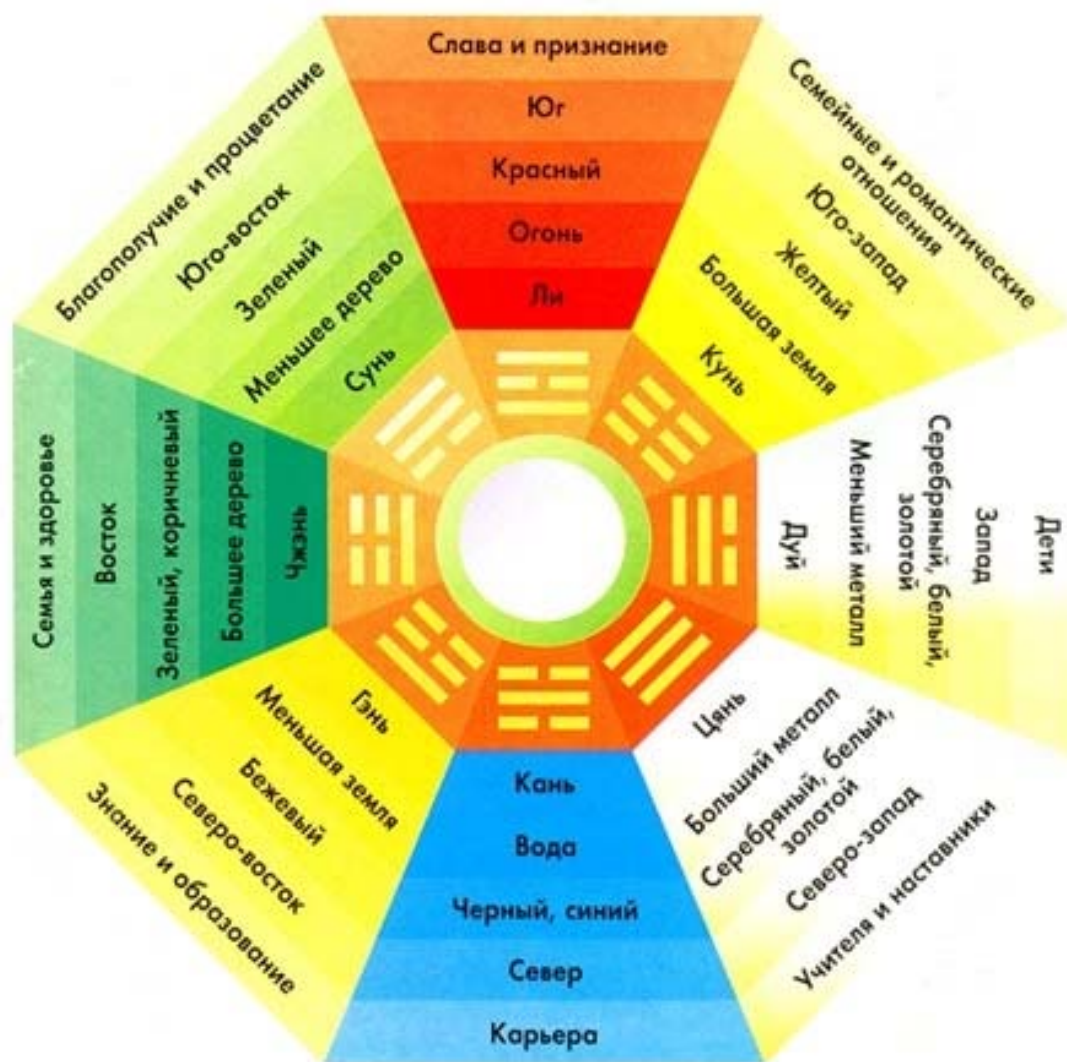 Слава и признание
Юг
Красный
Огонь
Ли
Семейные и романтические
отношения
Юго-запад
Желтый
Большая земля
Кунь
Дети
Запад
Серебряный, белый,
золотой
Меньший металл
Дуй
Цянь
Больший металл
Серебряный, белый,
золотой
Северо-запад
Учителя и наставники
Кань
Вода
Черный, синий
Север
Карьера
Гэнь
Меньшая земля
Бежевый
Северо-восток
Знание и образование
Семья и здоровье
Восток
Зеленый, коричневый
Большее дерево
Чжэнь
Благополучие и процветание
Юго-восток
Зеленый
Меньшее дерево
Сунь